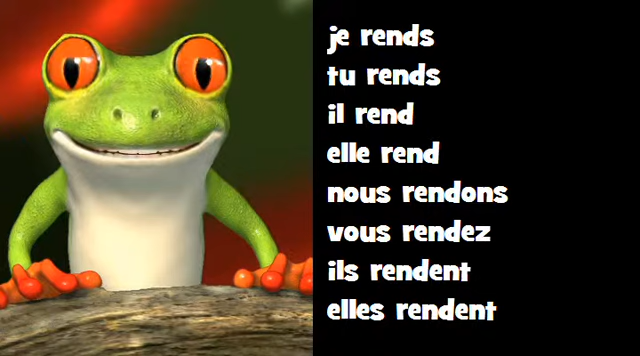 je rends
tu rends
il rend
elle rend
nous rendons
vous rendez
ils rendent
elles rendent